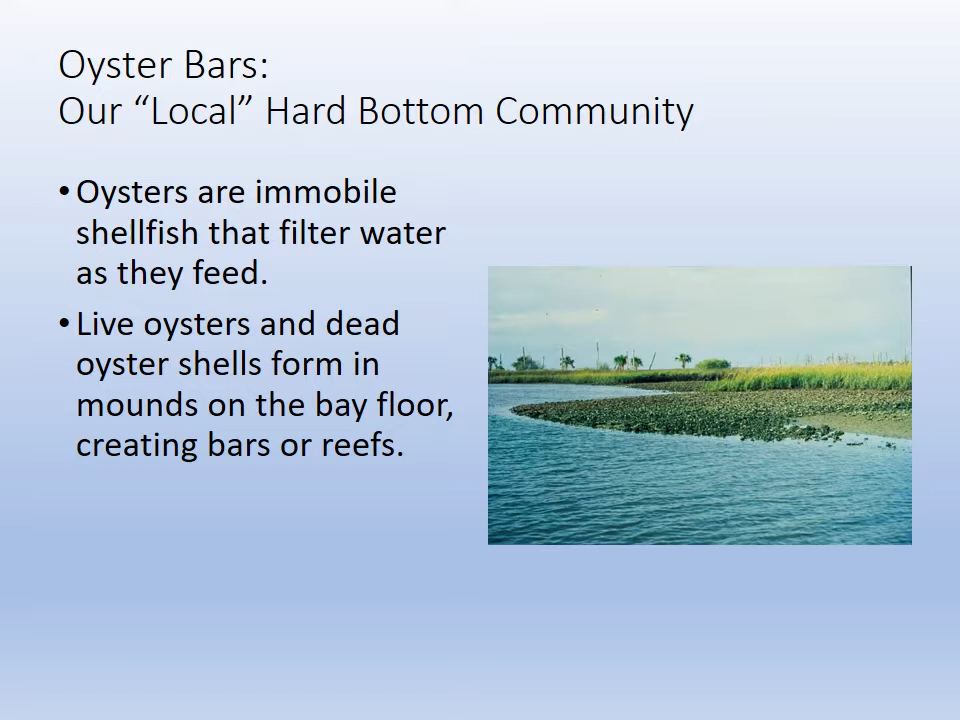 Oyster Bars:
Our “Local” Hard Bottom Community
• Oysters are immobile
shellfish that filter water
as they feed.
• Live oysters and dead
oyster shells form in
mounds on the bay floor,
creating bars or reefs.